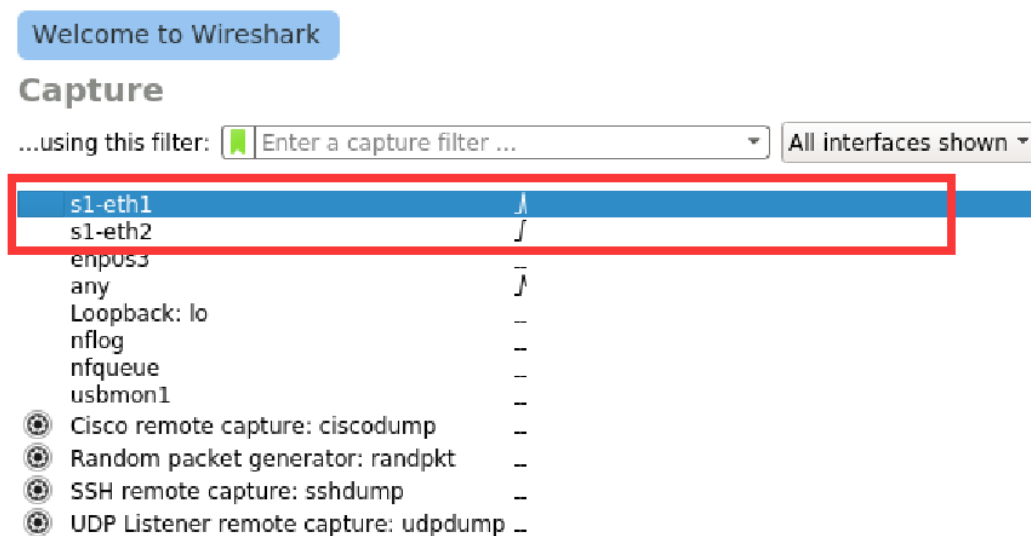 Welcome to Wireshark
Capture
...using this filter: Enter a capture filter ... All interfaces shown
s1-eth1
s1-eth2
enp0s3
any
Loopback: lo
nflog
nfqueue
usbmon1
Cisco remote capture: ciscodump
Random packet generator: randpkt
SSH remote capture: sshdump
UDP Listener remote capture: udpdump